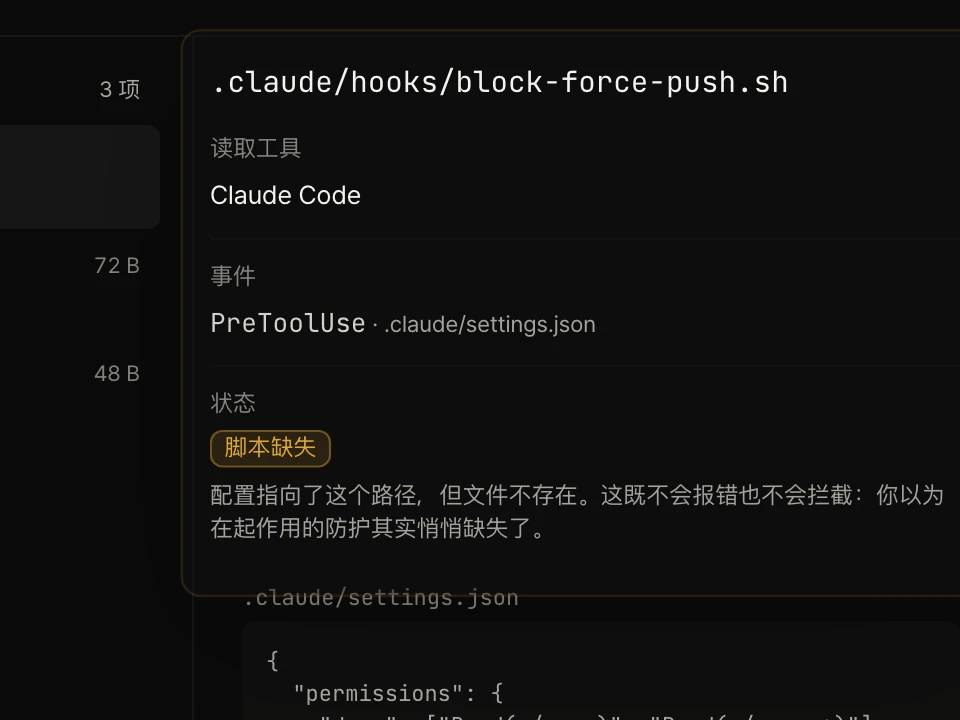 3 项
72 B
48 B
.claude/hooks/block-force-push.sh
读取工具
Claude Code
事件
PreToolUse · .claude/settings.json
状态
脚本缺失
配置指向了这个路径，但文件不存在。这既不会报错也不会拦截：你以为
在起作用的防护其实悄悄缺失了。
.claude/settings.json
{
"permissions": {